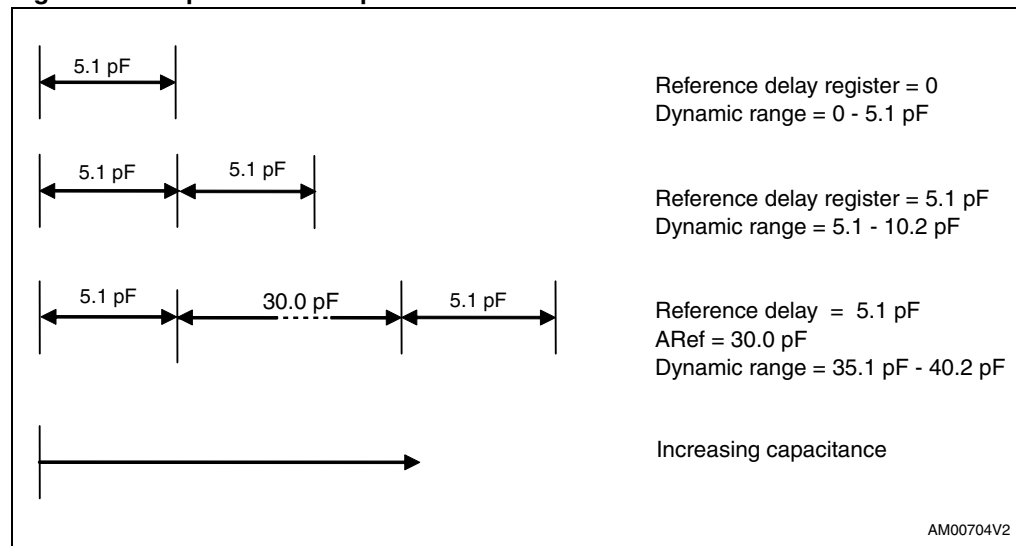 5.1 pF
Reference delay register = 0
Dynamic range = 0 - 5.1 pF
5.1 pF
5.1 pF
Reference delay register = 5.1 pF
Dynamic range = 5.1 - 10.2 pF
5.1 pF
30.0 pF
5.1 pF
Reference delay = 5.1 pF
ARef = 30.0 pF
Dynamic range = 35.1 pF - 40.2 pF
Increasing capacitance
AM00704V2